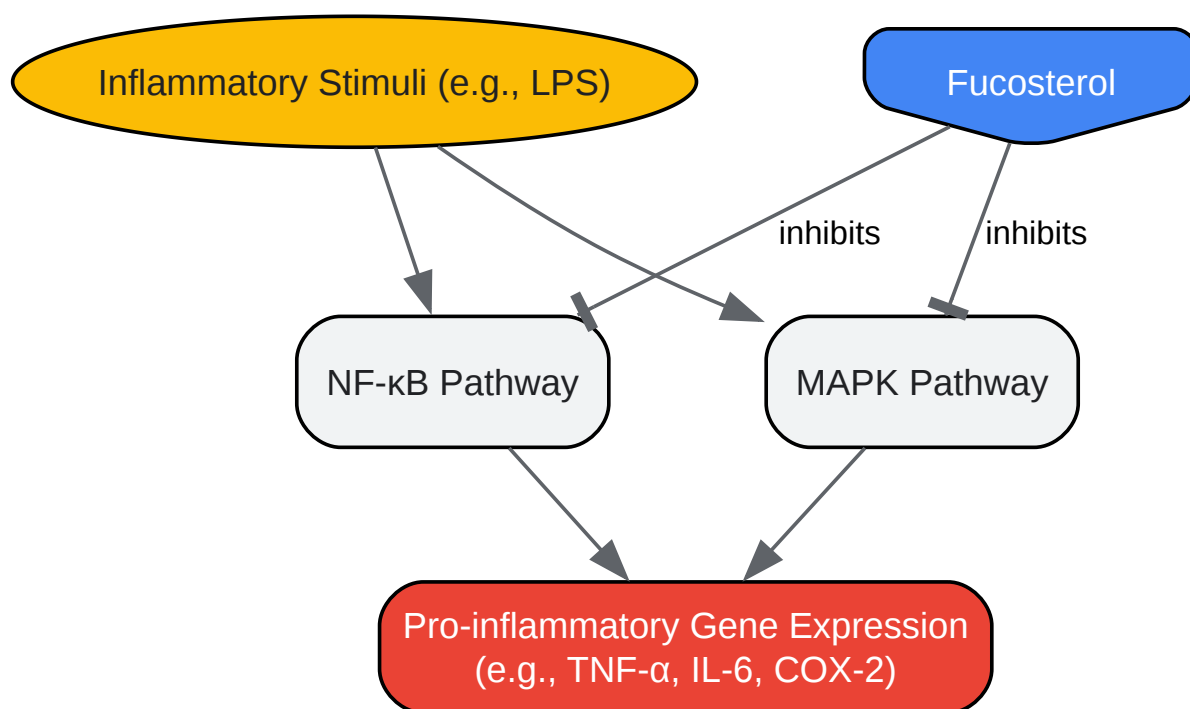 Inflammatory Stimuli (e.g., LPS)
Fucosterol
inhibits
inhibits
NF-κB Pathway
MAPK Pathway
Pro-inflammatory Gene Expression
(e.g., TNF-α, IL-6, COX-2)